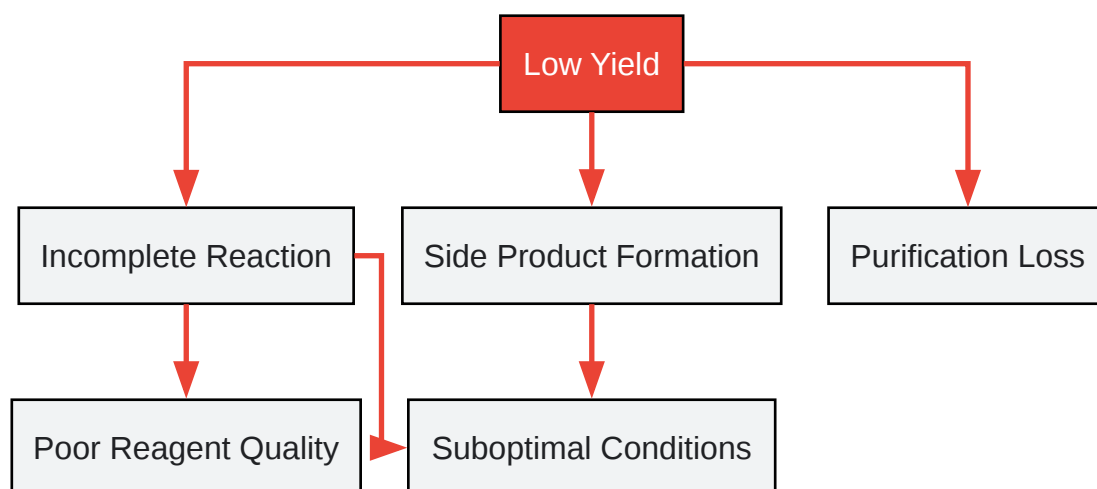 Low Yield
Incomplete Reaction
Side Product Formation
Purification Loss
Poor Reagent Quality
Suboptimal Conditions